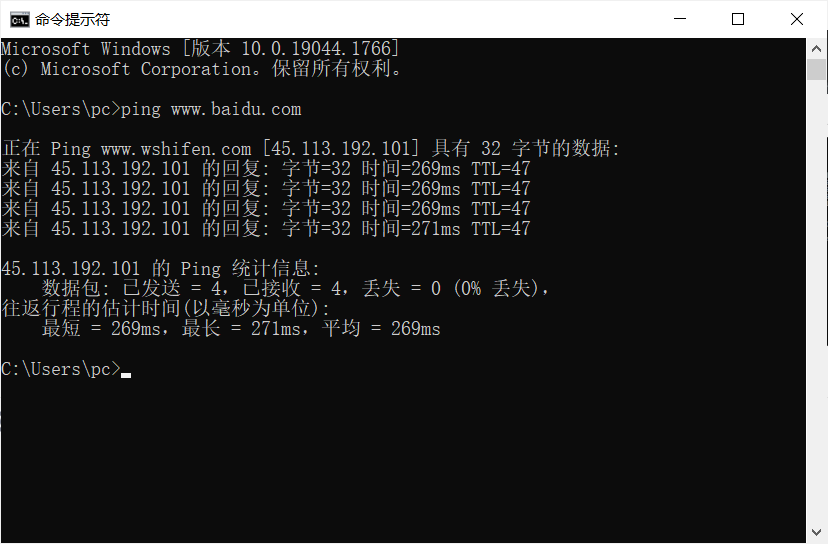 命令提示符
Microsoft Windows [版本 10.0.19044.1766]
(c) Microsoft Corporation。保留所有权利。
C:\Users\pc>ping www.baidu.com
正在 Ping www.wshifen.com [45.113.192.101] 具有 32 字节的数据:
来自 45.113.192.101 的回复: 字节=32 时间=269ms TTL=47
来自 45.113.192.101 的回复: 字节=32 时间=269ms TTL=47
来自 45.113.192.101 的回复: 字节=32 时间=269ms TTL=47
来自 45.113.192.101 的回复: 字节=32 时间=271ms TTL=47
45.113.192.101 的 Ping 统计信息:
数据包: 已发送 = 4，已接收 = 4，丢失 = 0 (0% 丢失)，
往返行程的估计时间(以毫秒为单位):
最短 = 269ms，最长 = 271ms，平均 = 269ms
C:\Users\pc>